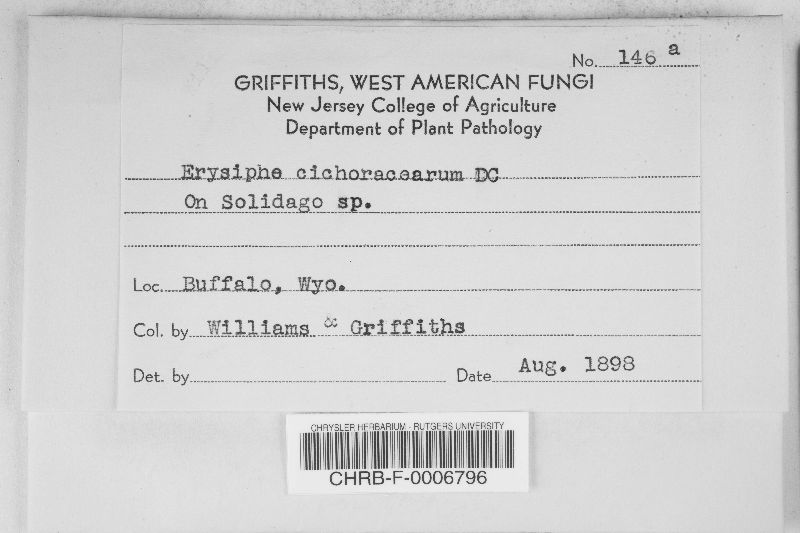 No. 146 a
GRIFFITHS, WEST AMERICAN FUNGI
New Jersey College of Agriculture
Department of Plant Pathology
Erysiphe cichoracearum DC
On Solidago sp.
Loc. Buffalo, Wyo.
Col. by Williams & Griffiths
Det. by Date Aug. 1898
CHRYSLER HERBARIUM - RUTGERS UNIVERSITY
CHRB-F-0006796